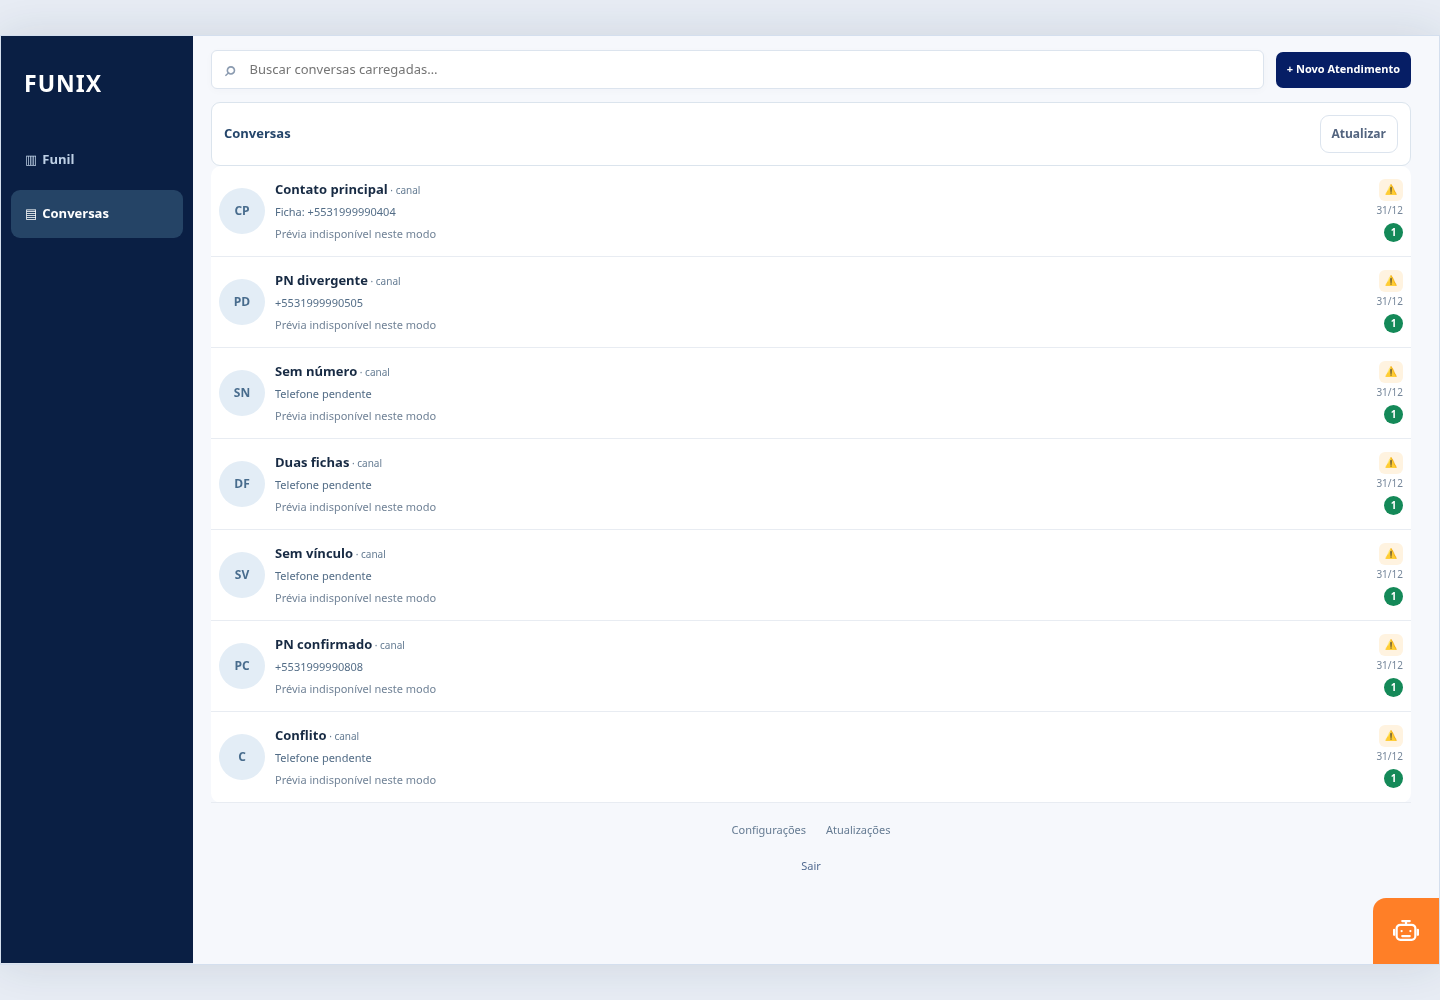 FUNIX
Funil
Conversas
Buscar conversas carregadas...
+ Novo Atendimento
Conversas
Atualizar
CP
Contato principal · canal
Ficha: +5531999990404
Prévia indisponível neste modo
31/12
1
PD
PN divergente · canal
+5531999990505
Prévia indisponível neste modo
31/12
1
SN
Sem número · canal
Telefone pendente
Prévia indisponível neste modo
31/12
1
DF
Duas fichas · canal
Telefone pendente
Prévia indisponível neste modo
31/12
1
SV
Sem vínculo · canal
Telefone pendente
Prévia indisponível neste modo
31/12
1
PC
PN confirmado · canal
+5531999990808
Prévia indisponível neste modo
31/12
1
C
Conflito · canal
Telefone pendente
Prévia indisponível neste modo
31/12
1
Configurações Atualizações
Sair